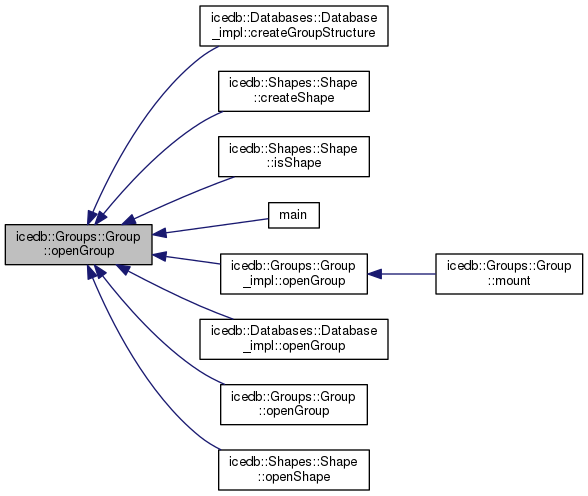 icedb::Databases::Database
_impl::createGroupStructure
icedb::Shapes::Shape
::createShape
icedb::Shapes::Shape
::isShape
main
icedb::Groups::Group
::openGroup
icedb::Groups::Group
_impl::openGroup
icedb::Groups::Group
::mount
icedb::Databases::Database
_impl::openGroup
icedb::Groups::Group
::openGroup
icedb::Shapes::Shape
::openShape